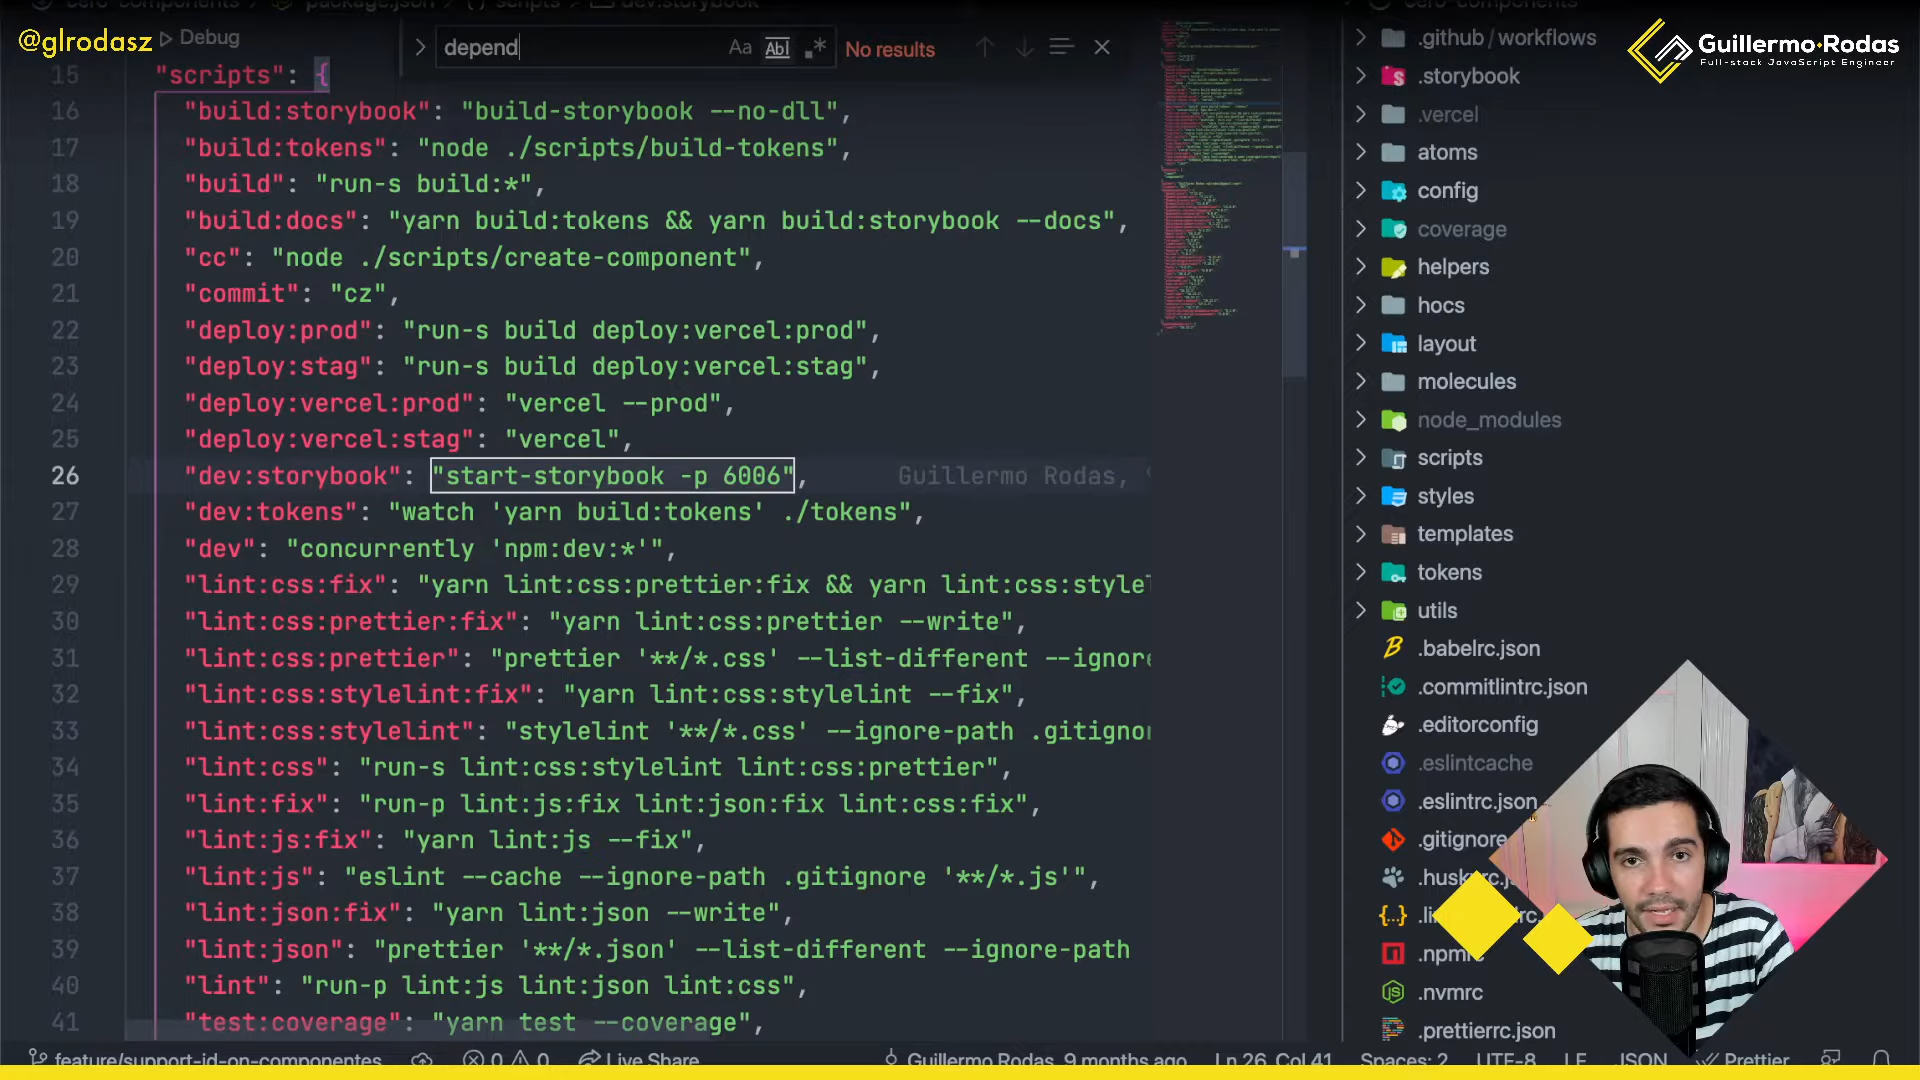 @glrodasz
Debug
depend
Aa Abl .* No results
15 "scripts": {
16 "build:storybook": "build-storybook --no-dll",
17 "build:tokens": "node ./scripts/build-tokens",
18 "build": "run-s build:*",
19 "build:docs": "yarn build:tokens && yarn build:storybook --docs",
20 "cc": "node ./scripts/create-component",
21 "commit": "cz",
22 "deploy:prod": "run-s build deploy:vercel:prod",
23 "deploy:stag": "run-s build deploy:vercel:stag",
24 "deploy:vercel:prod": "vercel --prod",
25 "deploy:vercel:stag": "vercel",
26 "dev:storybook": "start-storybook -p 6006", Guillermo Rodas,
27 "dev:tokens": "watch 'yarn build:tokens' ./tokens",
28 "dev": "concurrently 'npm:dev:*'",
29 "lint:css:fix": "yarn lint:css:prettier:fix && yarn lint:css:stylel
30 "lint:css:prettier:fix": "yarn lint:css:prettier --write",
31 "lint:css:prettier": "prettier '**/*.css' --list-different --ignore
32 "lint:css:stylelint:fix": "yarn lint:css:stylelint --fix",
33 "lint:css:stylelint": "stylelint '**/*.css' --ignore-path .gitignor
34 "lint:css": "run-s lint:css:stylelint lint:css:prettier",
35 "lint:fix": "run-p lint:js:fix lint:json:fix lint:css:fix",
36 "lint:js:fix": "yarn lint:js --fix",
37 "lint:js": "eslint --cache --ignore-path .gitignore '**/*.js'",
38 "lint:json:fix": "yarn lint:json --write",
39 "lint:json": "prettier '**/*.json' --list-different --ignore-path
40 "lint": "run-p lint:js lint:json lint:css",
41 "test:coverage": "yarn test --coverage",
.github / workflows
.storybook
.vercel
atoms
config
coverage
helpers
hocs
layout
molecules
node_modules
scripts
styles
templates
tokens
utils
.babelrc.json
.commitlintrc.json
.editorconfig
.eslintcache
.eslintrc.json
.gitignore
.nvmrc
.prettierrc.json
Guillermo Rodas
Full-stack JavaScript Engineer
feature/support-id-on-componentes 0 0 Live Share Guillermo Rodas, 9 months ago Ln 26, Col 41 Spaces: 2 UTF-8 LF JSON Prettier